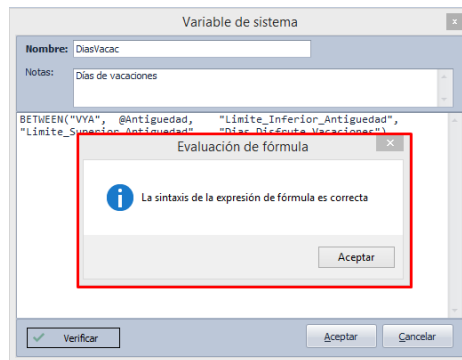 Variable de sistema
x
Nombre: DiasVacac
Notas: Días de vacaciones
BETWEEN("VYA", @Antiguedad, "Limite_Inferior_Antiguedad",
"Limite_Superior_Antiguedad" "Dias_Disfrute_Vacaciones")
Evaluación de fórmula
La sintaxis de la expresión de fórmula es correcta
Aceptar
Verificar Aceptar Cancelar